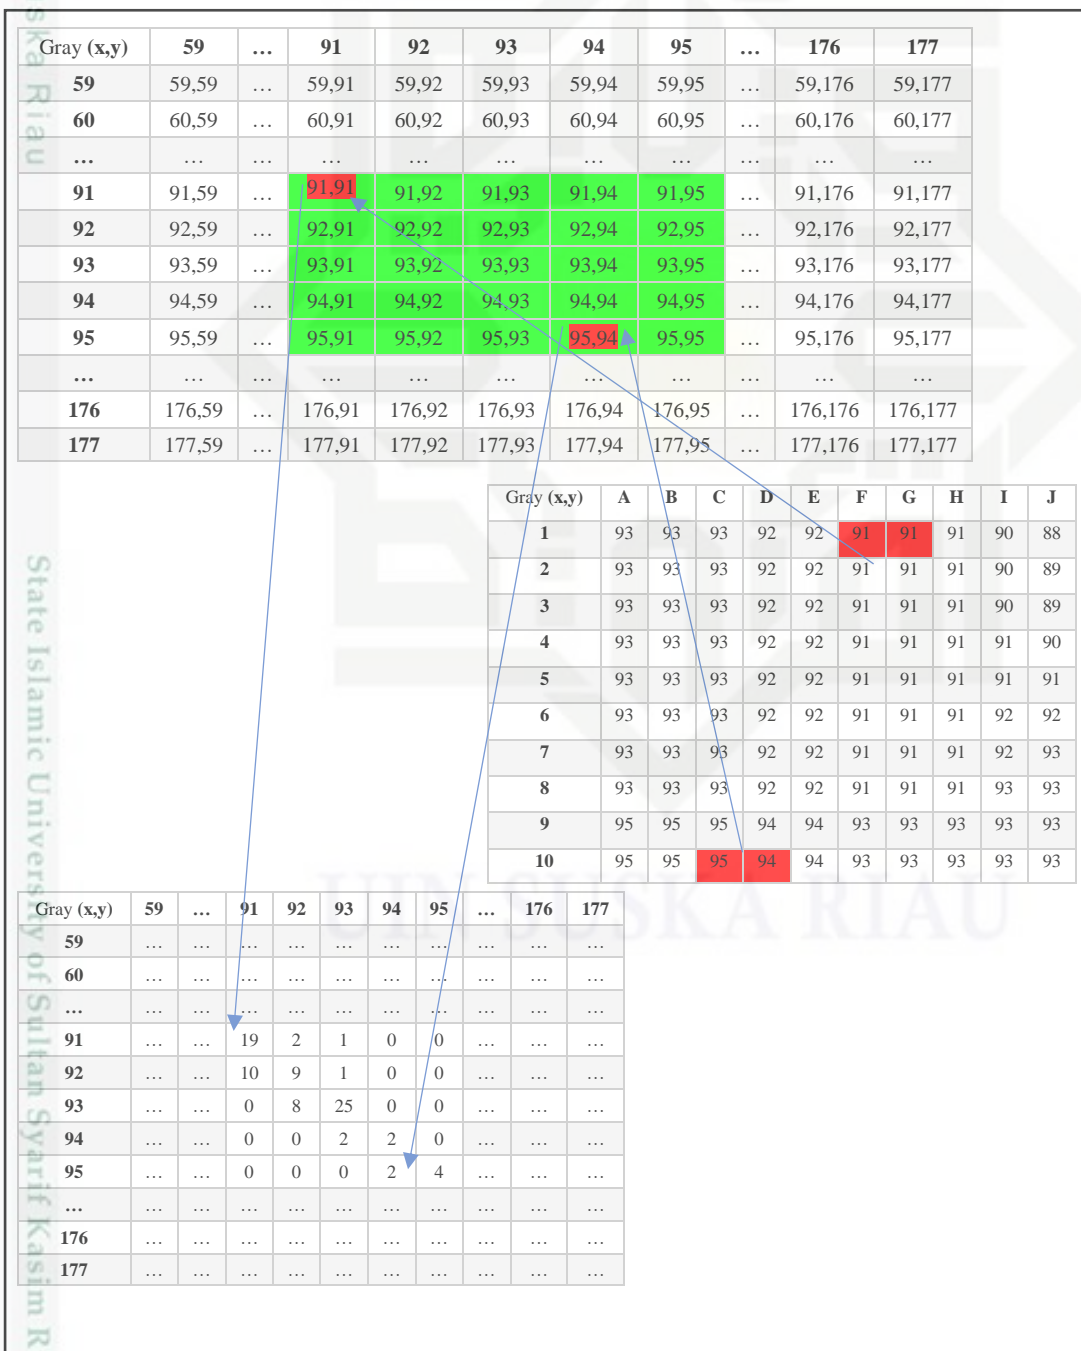 Gray (x,y) 59 … 91 92 93 94 95 … 176 177
59 59,59 … 59,91 59,92 59,93 59,94 59,95 … 59,176 59,177
60 60,59 … 60,91 60,92 60,93 60,94 60,95 … 60,176 60,177
… … … … … … … … … … …
91 91,59 … 91,91 91,92 91,93 91,94 91,95 … 91,176 91,177
92 92,59 … 92,91 92,92 92,93 92,94 92,95 … 92,176 92,177
93 93,59 … 93,91 93,92 93,93 93,94 93,95 … 93,176 93,177
94 94,59 … 94,91 94,92 94,93 94,94 94,95 … 94,176 94,177
95 95,59 … 95,91 95,92 95,93 95,94 95,95 … 95,176 95,177
… … … … … … … … … … …
176 176,59 … 176,91 176,92 176,93 176,94 176,95 … 176,176 176,177
177 177,59 … 177,91 177,92 177,93 177,94 177,95 … 177,176 177,177
Gray (x,y) A B C D E F G H I J
1 93 93 93 92 92 91 91 91 90 88
2 93 93 93 92 92 91 91 91 90 89
3 93 93 93 92 92 91 91 91 90 89
4 93 93 93 92 92 91 91 91 91 90
5 93 93 93 92 92 91 91 91 91 91
6 93 93 93 92 92 91 91 91 92 92
7 93 93 93 92 92 91 91 91 92 93
8 93 93 93 92 92 91 91 91 93 93
9 95 95 95 94 94 93 93 93 93 93
10 95 95 95 94 94 93 93 93 93 93
Gray (x,y) 59 … 91 92 93 94 95 … 176 177
59 … … … … … … … … … …
60 … … … … … … … … … …
… … … … … … … … … … …
91 … … 19 2 1 0 0 … … …
92 … … 10 9 1 0 0 … … …
93 … … 0 8 25 0 0 … … …
94 … … 0 0 2 2 0 … … …
95 … … 0 0 0 2 4 … … …
… … … … … … … … … … …
176 … … … … … … … … … …
177 … … … … … … … … … …
UIN SUSKA RIAU
ska Riau
State Islamic University of Sultan Syarif Kasim R